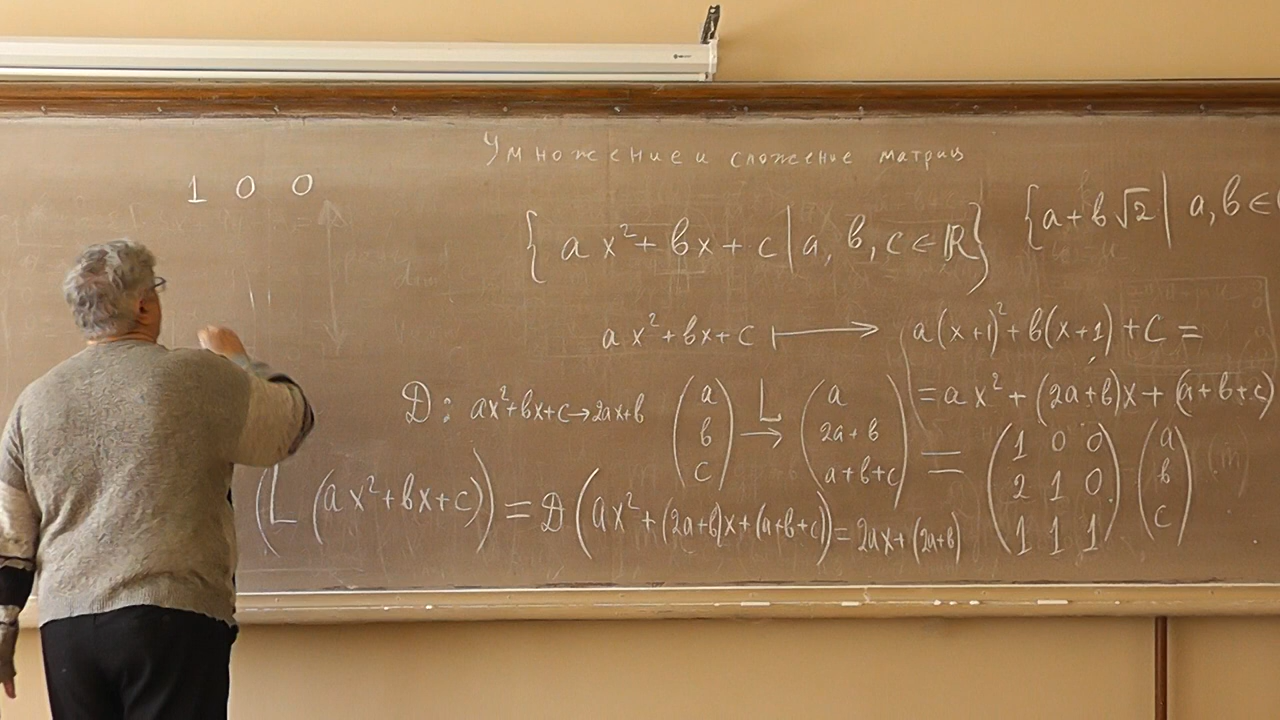 Умножение и сложение матриц
1 0 0
{ax²+bx+c | a, b, c ∈ ℝ}
{a+b√2 | a, b ∈
ax²+bx+c ⟼ a(x+1)²+b(x+1)+c =
= ax²+(2a+b)x+(a+b+c)
D: ax²+bx+c→2ax+b
(a b c) L→ (a 2a+b a+b+c) = (1 0 0 2 1 0 1 1 1) (a b c)
(L(ax²+bx+c)) = D(ax²+(2a+b)x+(a+b+c)) = 2ax+(2a+b)